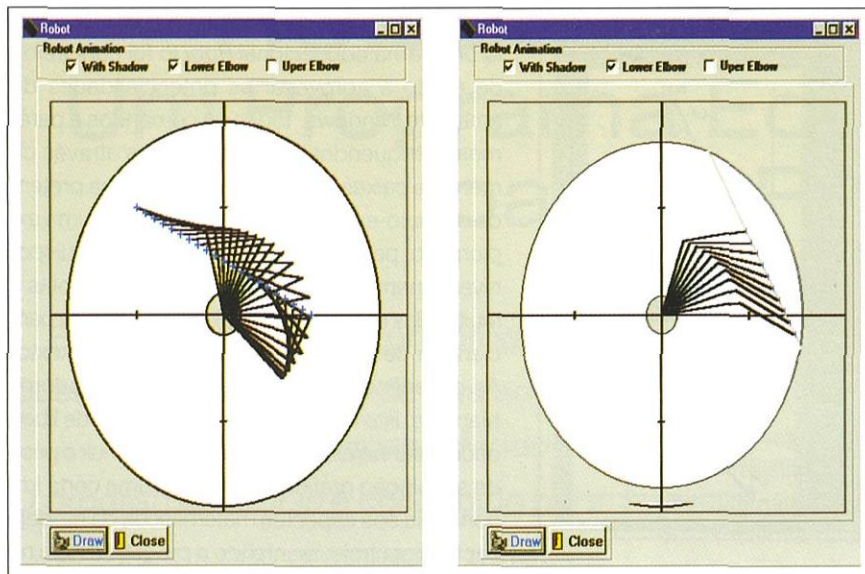 Robot
Robot Animation
With Shadow Lower Elbow Uper Elbow
Draw Close
Robot
Robot Animation
With Shadow Lower Elbow Uper Elbow
Draw Close